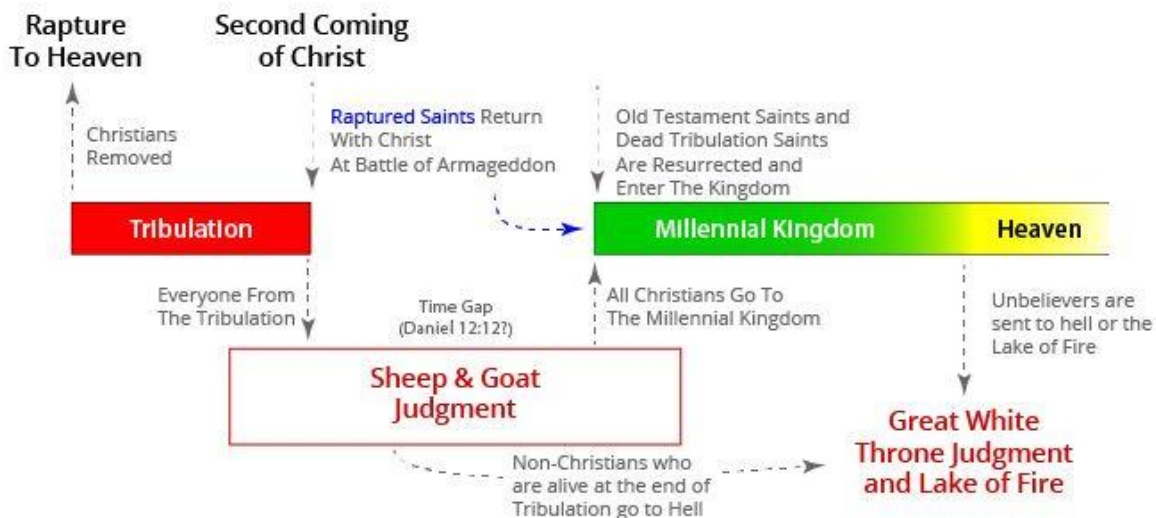 Rapture
To Heaven
Second Coming
of Christ
Christians
Removed
Raptured Saints Return
With Christ
At Battle of Armageddon
Old Testament Saints and
Dead Tribulation Saints
Are Resurrected and
Enter The Kingdom
Tribulation
Millennial Kingdom
Heaven
Everyone From
The Tribulation
Time Gap
(Daniel 12:12?)
All Christians Go To
The Millennial Kingdom
Unbelievers are
sent to hell or the
Lake of Fire
Sheep & Goat
Judgment
Great White
Throne Judgment
and Lake of Fire
Non-Christians who
are alive at the end of
Tribulation go to Hell